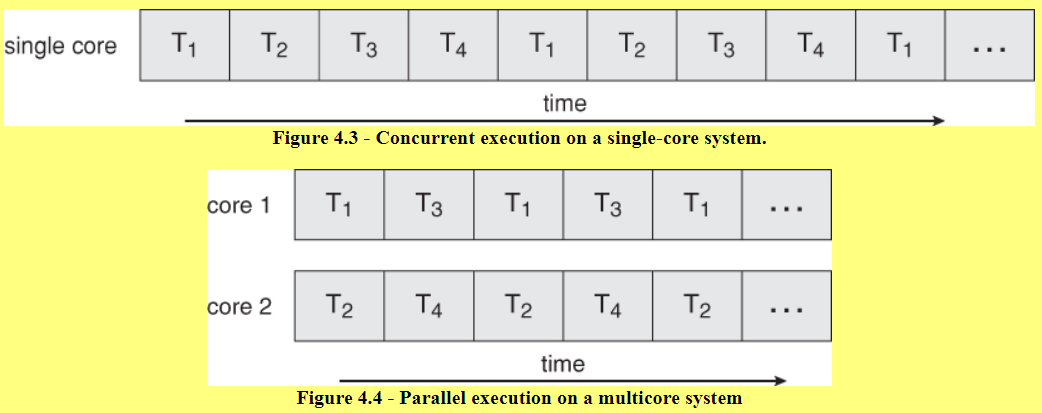 single core T₁ T₂ T₃ T₄ T₁ T₂ T₃ T₄ T₁ ...
time
Figure 4.3 - Concurrent execution on a single-core system.
core 1 T₁ T₃ T₁ T₃ T₁ ...
core 2 T₂ T₄ T₂ T₄ T₂ ...
time
Figure 4.4 - Parallel execution on a multicore system